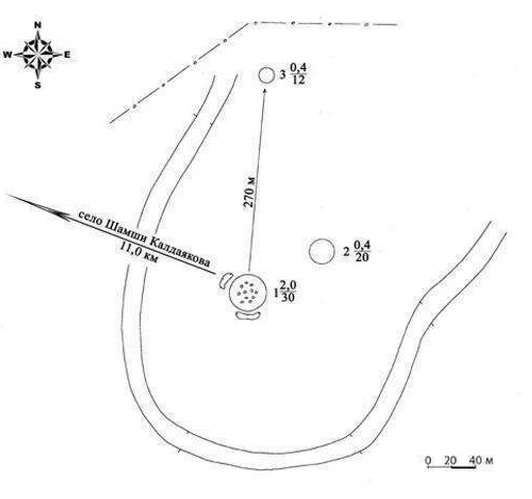 N
W E
S
3 0,4/12
270 м
село Шамши Калдаякова
11,0 км
2 0,4/20
1 2,0/30
0 20 40 м